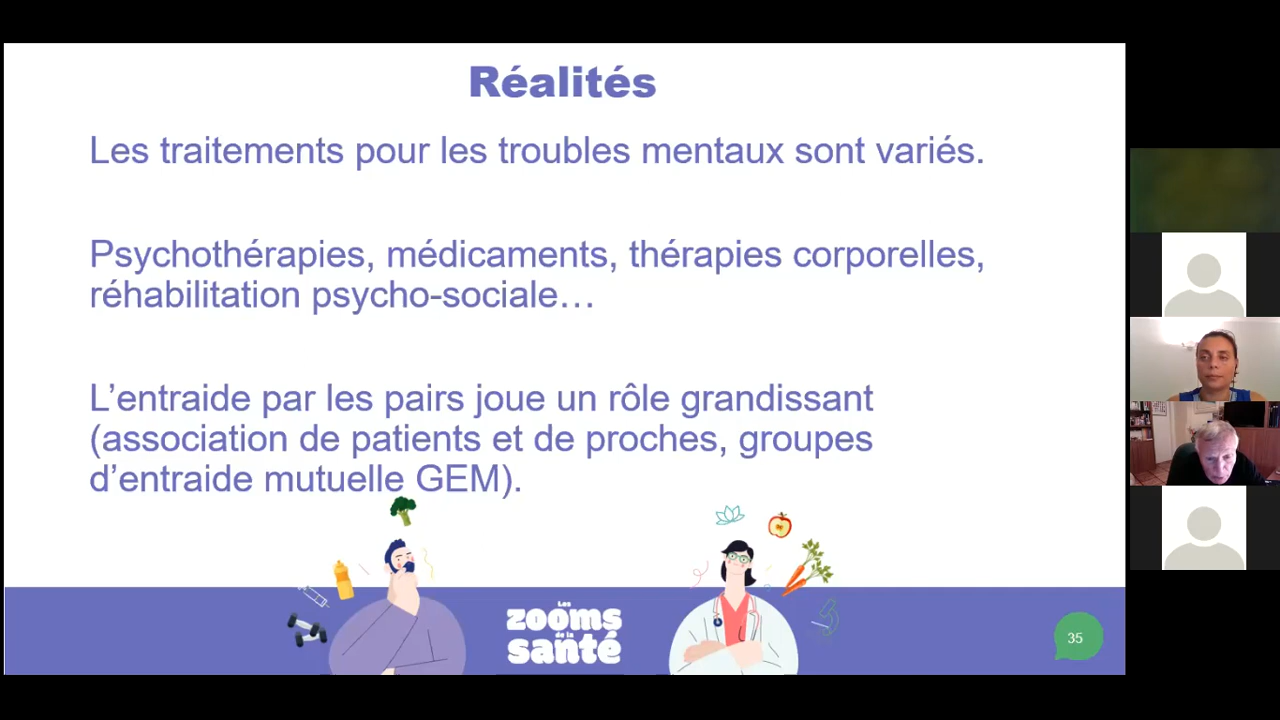 Réalités
Les traitements pour les troubles mentaux sont variés.
Psychothérapies, médicaments, thérapies corporelles,
réhabilitation psycho-sociale…
L’entraide par les pairs joue un rôle grandissant
(association de patients et de proches, groupes
d’entraide mutuelle GEM).
Les
zooms
de la
santé
35